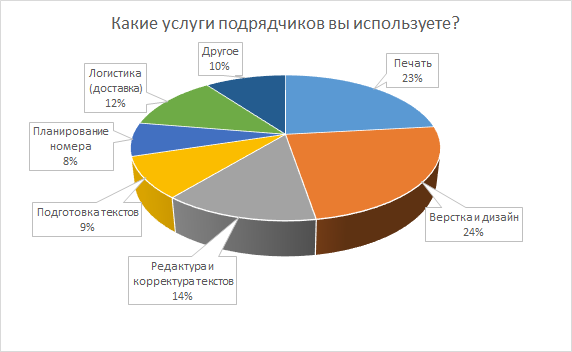 Какие услуги подрядчиков вы используете?
Печать
23%
Верстка и дизайн
24%
Редактура и
корректура текстов
14%
Подготовка текстов
9%
Планирование
номера
8%
Логистика
(доставка)
12%
Другое
10%